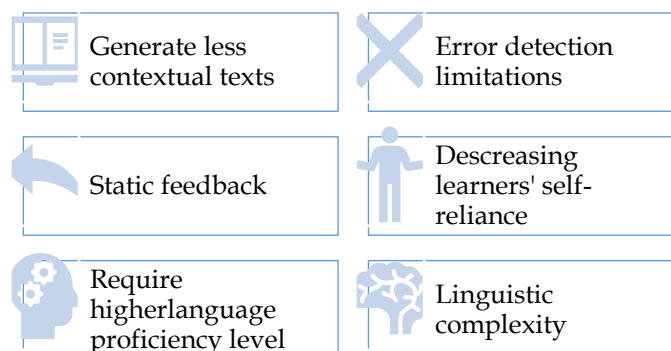 Generate less
contextual texts
Error detection
limitations
Static feedback
Descreasing
learners' self-
reliance
Require
higherlanguage
proficiency level
Linguistic
complexity